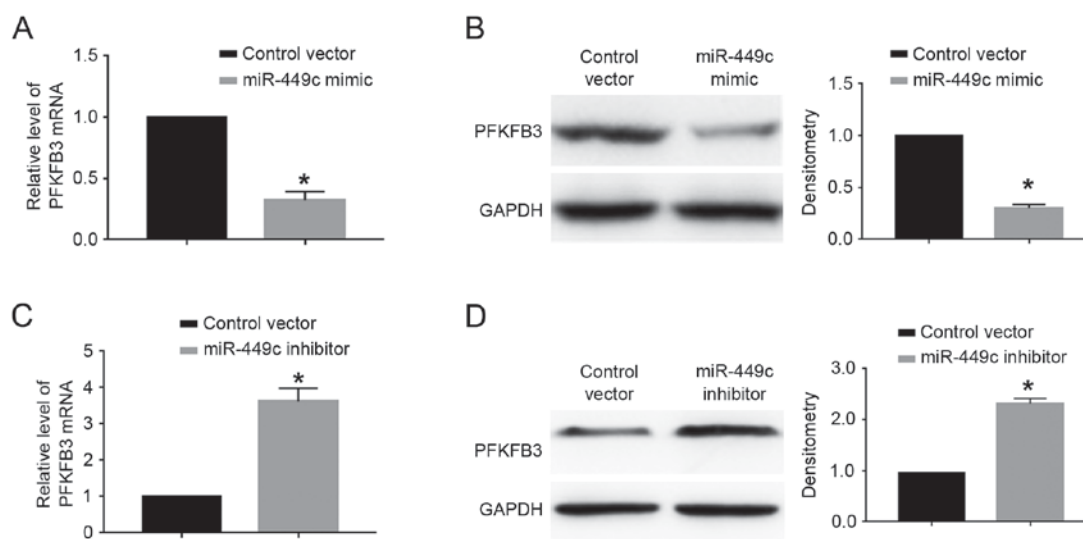 A
Control vector
miR-449c mimic
Relative level of
PFKFB3 mRNA
1.5
1.0
0.5
0.0
*
B
Control
vector
miR-449c
mimic
PFKFB3
GAPDH
Control vector
miR-449c mimic
Densitometry
1.5
1.0
0.5
0.0
*
C
Control vector
miR-449c inhibitor
Relative level of
PFKFB3 mRNA
5
4
3
2
1
0
*
D
Control
vector
miR-449c
inhibitor
PFKFB3
GAPDH
Control vector
miR-449c inhibitor
Densitometry
3.0
2.0
1.0
0.0
*